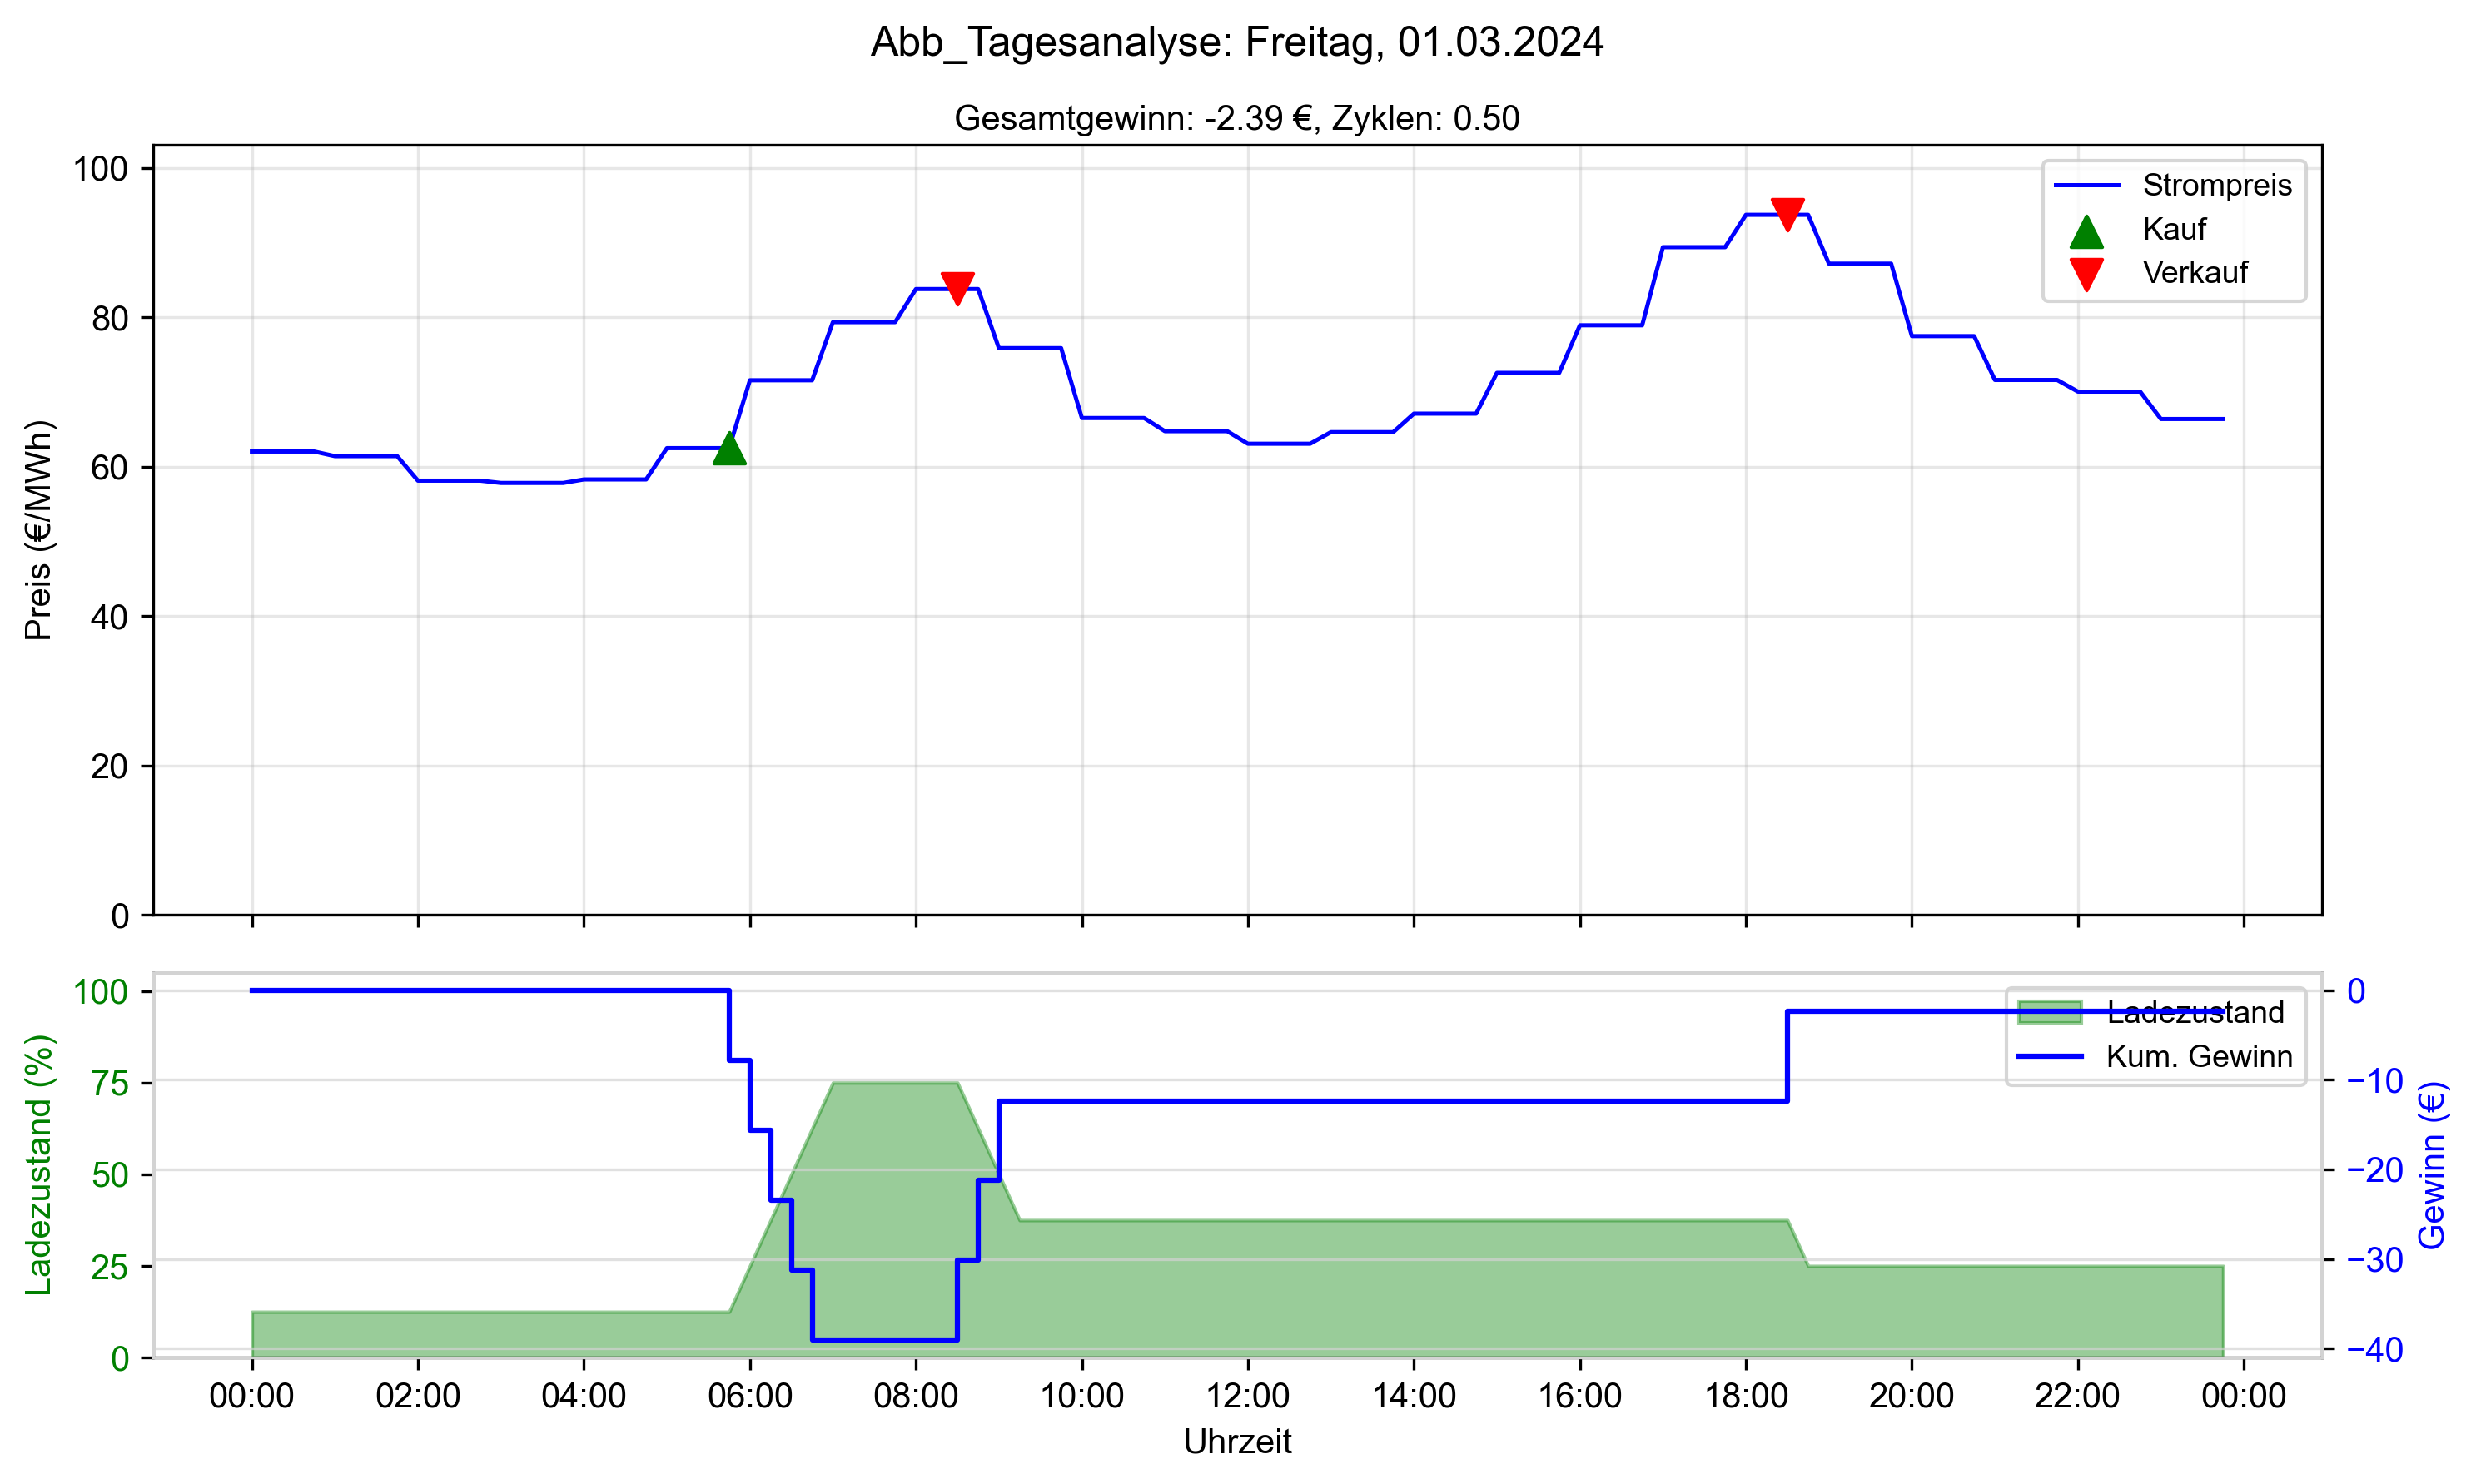 Abb_Tagesanalyse: Freitag, 01.03.2024
Gesamtgewinn: -2.39 €, Zyklen: 0.50
Preis (€/MWh)
100
80
60
40
20
0
Strompreis
Kauf
Verkauf
Ladezustand (%)
100
75
50
25
0
Ladezustand
Kum. Gewinn
0
−10
−20
−30
−40
Gewinn (€)
00:00 02:00 04:00 06:00 08:00 10:00 12:00 14:00 16:00 18:00 20:00 22:00 00:00
Uhrzeit